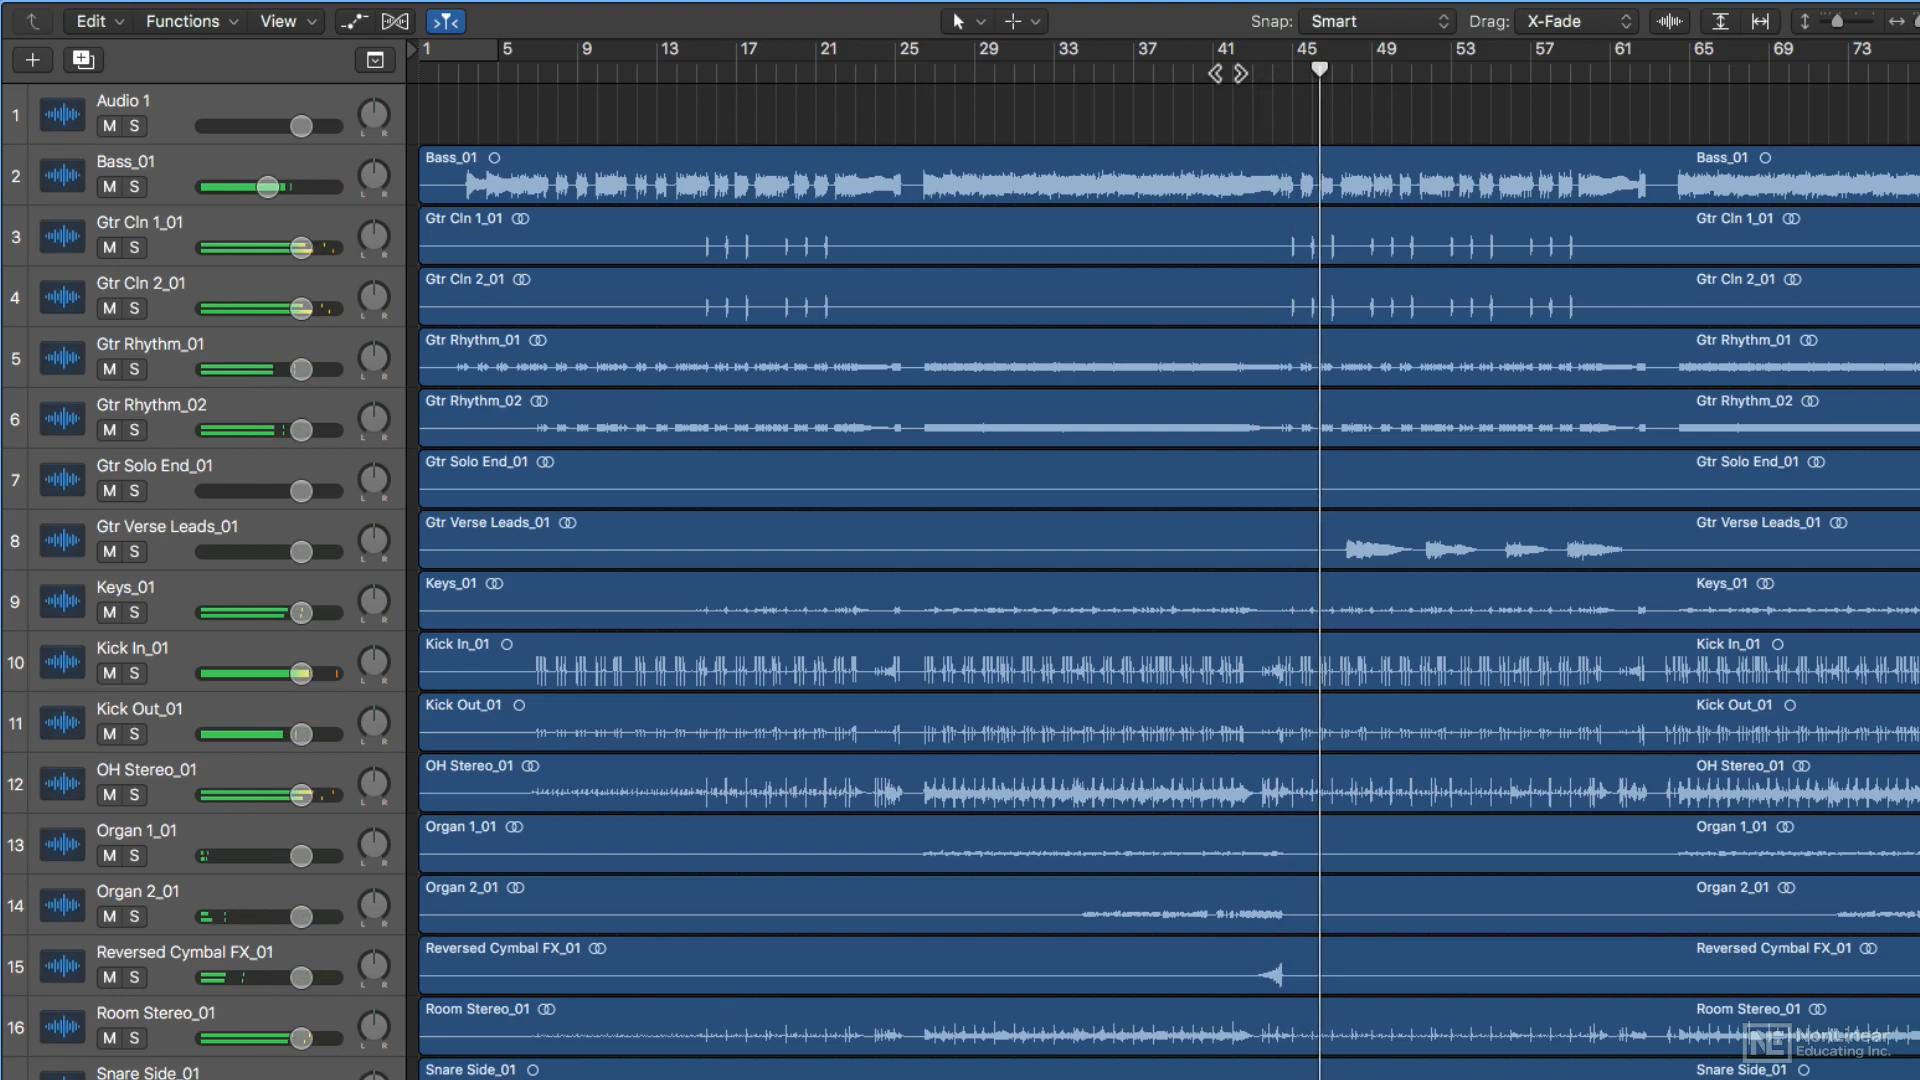 Edit Functions View Snap: Smart Drag: X-Fade
1 5 9 13 17 21 25 29 33 37 41 45 49 53 57 61 65 69 73
1 Audio 1
M S L R
2 Bass_01 Bass_01 Bass_01
M S L R
3 Gtr Cln 1_01 Gtr Cln 1_01 Gtr Cln 1_01
M S L R
4 Gtr Cln 2_01 Gtr Cln 2_01 Gtr Cln 2_01
M S L R
5 Gtr Rhythm_01 Gtr Rhythm_01 Gtr Rhythm_01
M S L R
6 Gtr Rhythm_02 Gtr Rhythm_02 Gtr Rhythm_02
M S L R
7 Gtr Solo End_01 Gtr Solo End_01 Gtr Solo End_01
M S L R
8 Gtr Verse Leads_01 Gtr Verse Leads_01 Gtr Verse Leads_01
M S L R
9 Keys_01 Keys_01 Keys_01
M S L R
10 Kick In_01 Kick In_01 Kick In_01
M S L R
11 Kick Out_01 Kick Out_01 Kick Out_01
M S L R
12 OH Stereo_01 OH Stereo_01 OH Stereo_01
M S L R
13 Organ 1_01 Organ 1_01 Organ 1_01
M S L R
14 Organ 2_01 Organ 2_01 Organ 2_01
M S L R
15 Reversed Cymbal FX_01 Reversed Cymbal FX_01 Reversed Cymbal FX_01
M S L R
16 Room Stereo_01 Room Stereo_01 Room Stereo_01
M S L R
NE NonLinear
Educating Inc.
Snare Side_01 Snare Side_01 Snare Side_01